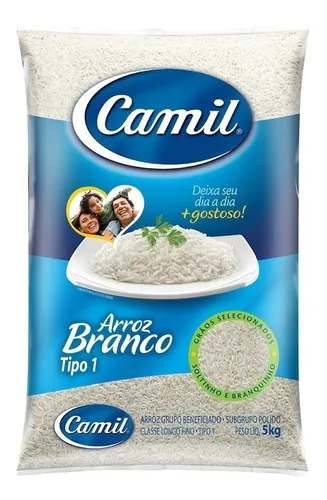 Camil®
Deixa seu
dia a dia
+gostoso!
Arroz
Branco
Tipo 1
GRÃOS SELECIONADOS
SOLTINHO E BRANQUINHO
Camil®
ARROZ GRUPO BENEFICIADO - SUBGRUPO POLIDO
CLASSE LONGO FINO - TIPO 1 PESO LÍQ. 5kg